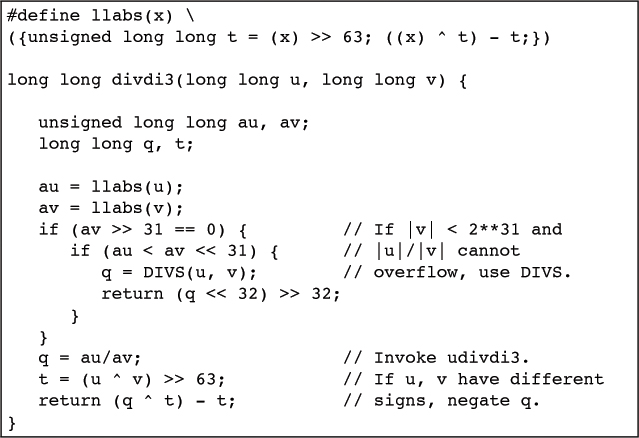 #define llabs(x) \
({unsigned long long t = (x) >> 63; ((x) ^ t) - t;})

long long divdi3(long long u, long long v) {

   unsigned long long au, av;
   long long q, t;

   au = llabs(u);
   av = llabs(v);
   if (av >> 31 == 0) {         // If |v| < 2**31 and
      if (au < av << 31) {      // |u|/|v| cannot
         q = DIVS(u, v);        // overflow, use DIVS.
         return (q << 32) >> 32;
      }
   }
   q = au/av;                   // Invoke udivdi3.
   t = (u ^ v) >> 63;           // If u, v have different
   return (q ^ t) - t;          // signs, negate q.
}